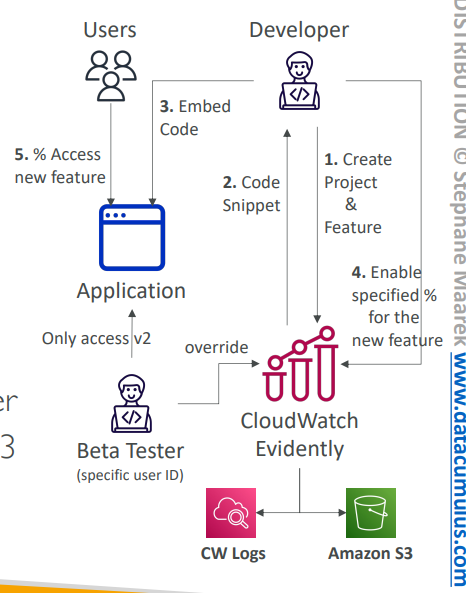 Users
Developer
3. Embed
Code
5. % Access
new feature
2. Code
Snippet
1. Create
Project
&
Feature
Application
4. Enable
specified %
for the
new feature
Only access v2
override
er
3
Beta Tester
(specific user ID)
CloudWatch
Evidently
CW Logs
Amazon S3
DISTRIBUTION © Stephane Maarek www.datacumulus.com